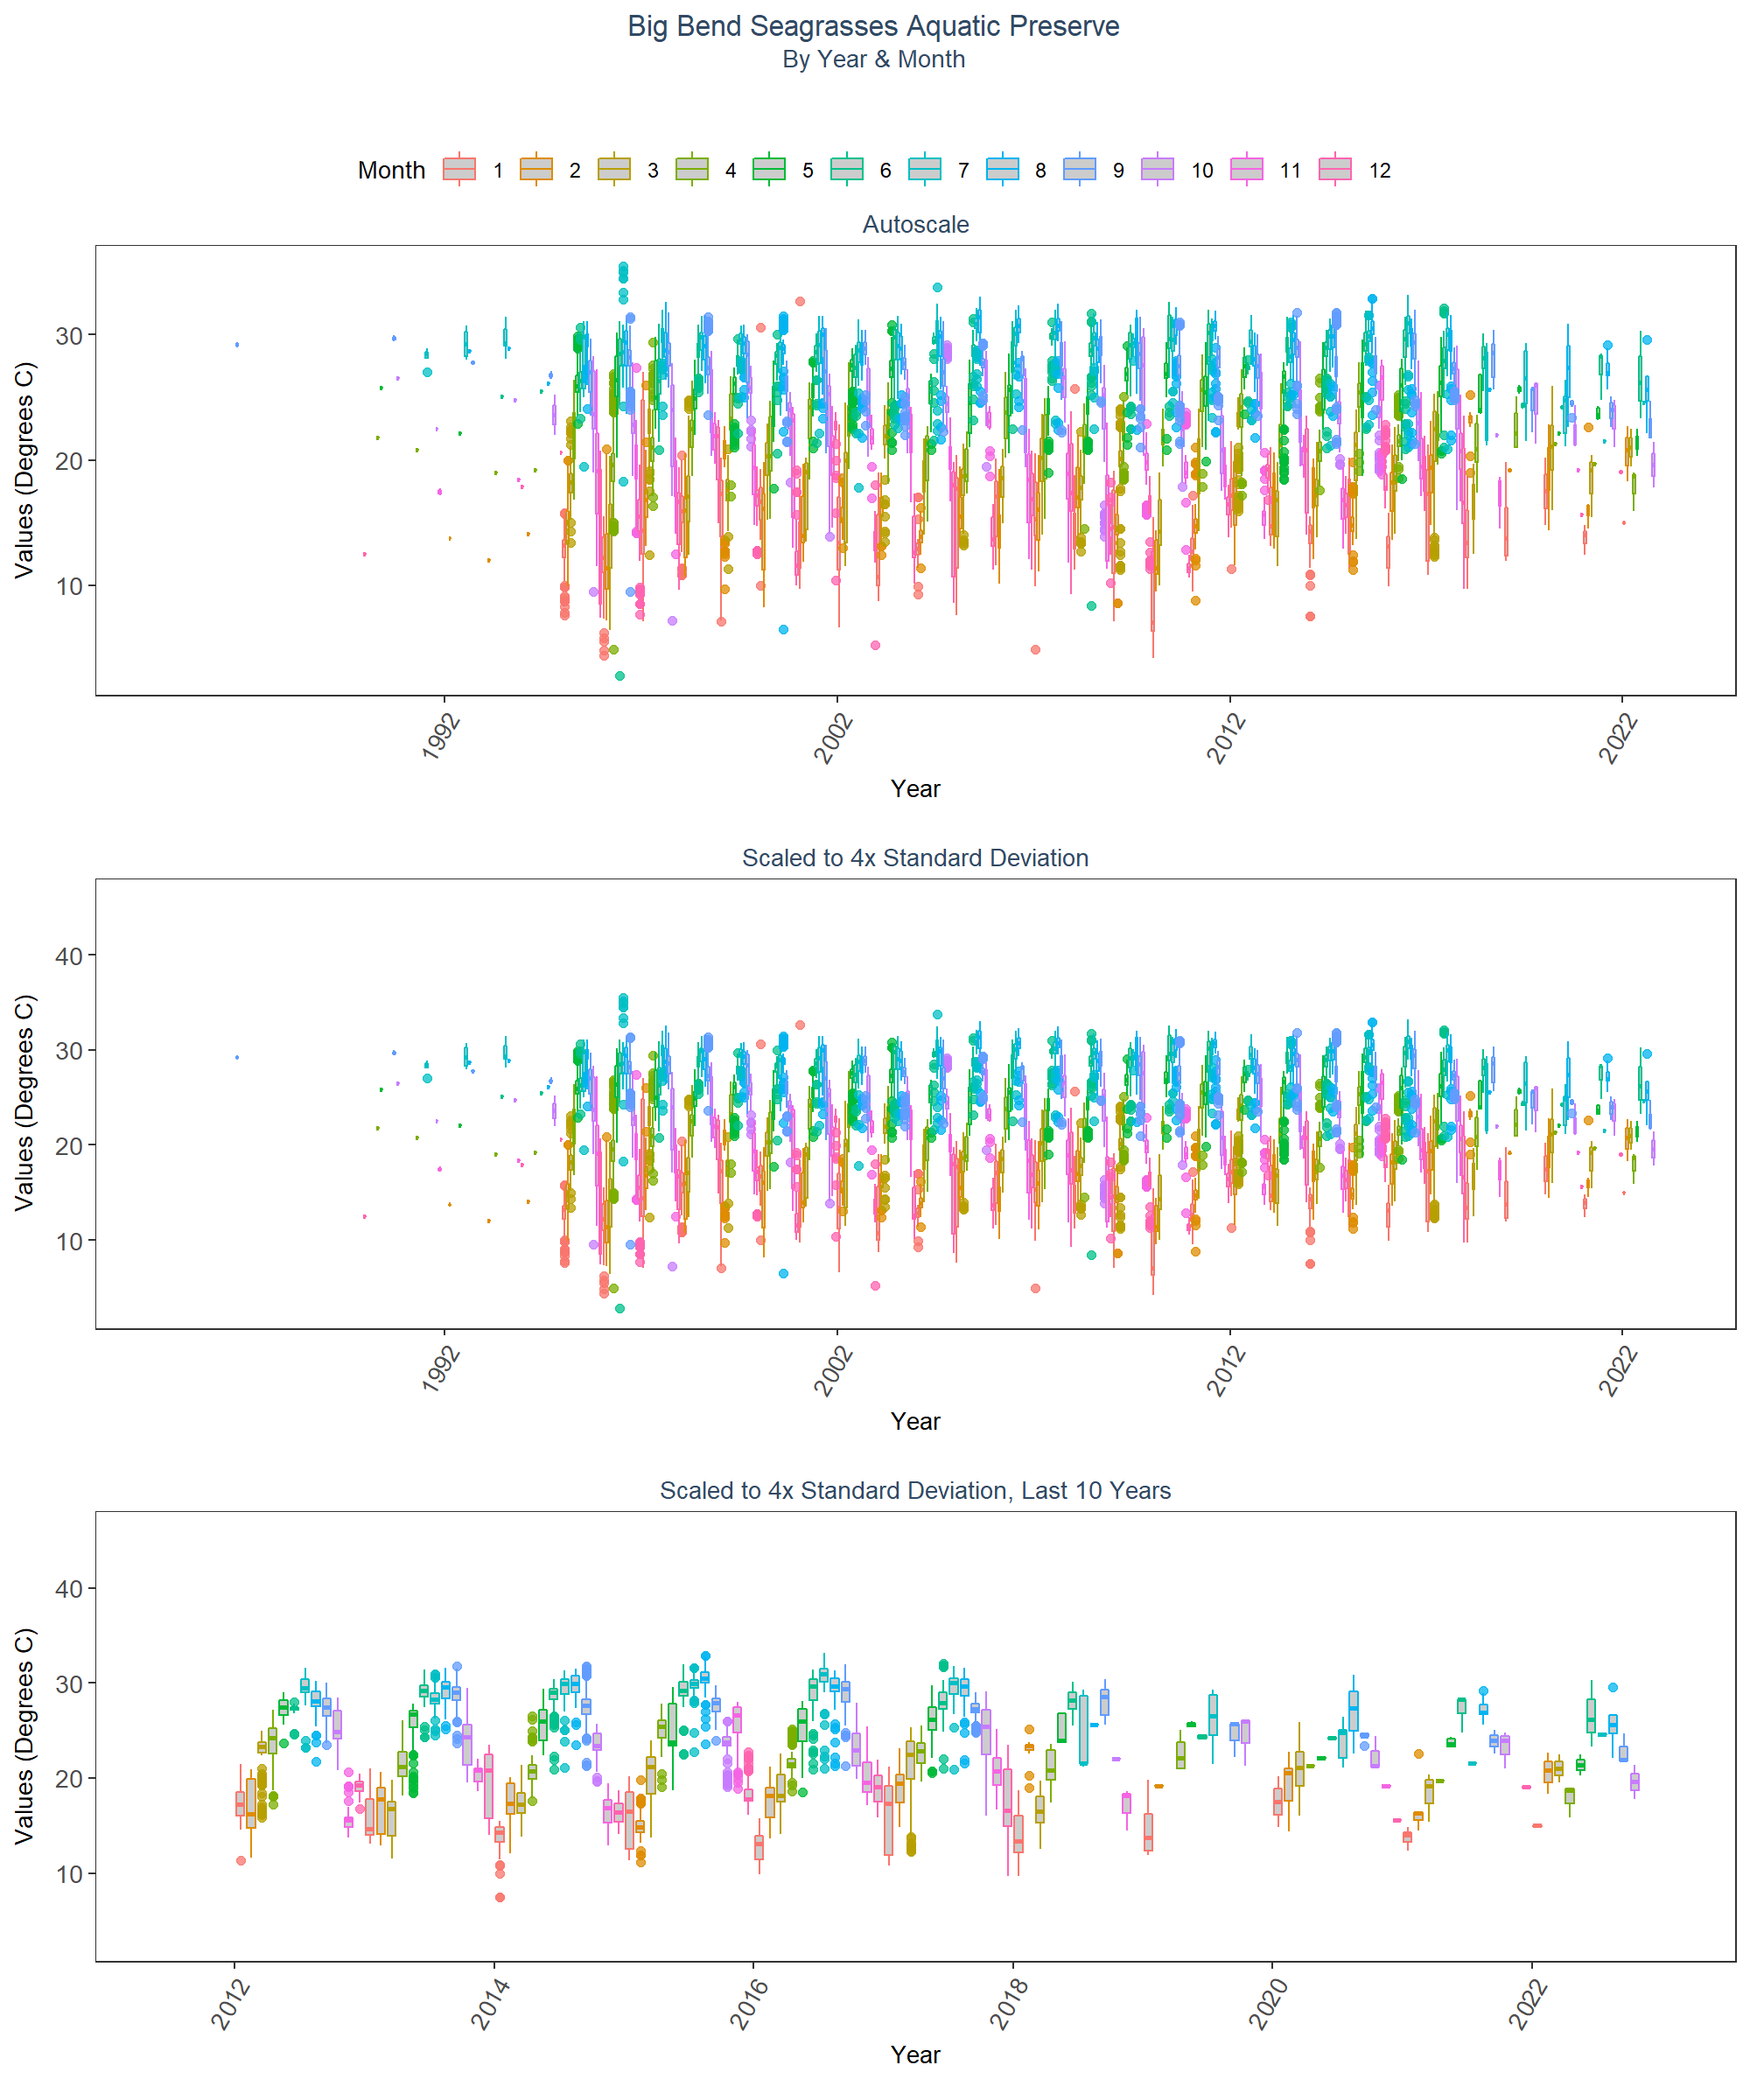 Big Bend Seagrasses Aquatic Preserve
By Year & Month
Month 1 2 3 4 5 6 7 8 9 10 11 12
Autoscale
Values (Degrees C)
30
20
10
1992 2002 2012 2022
Year
Scaled to 4x Standard Deviation
Values (Degrees C)
40
30
20
10
1992 2002 2012 2022
Year
Scaled to 4x Standard Deviation, Last 10 Years
Values (Degrees C)
40
30
20
10
2012 2014 2016 2018 2020 2022
Year